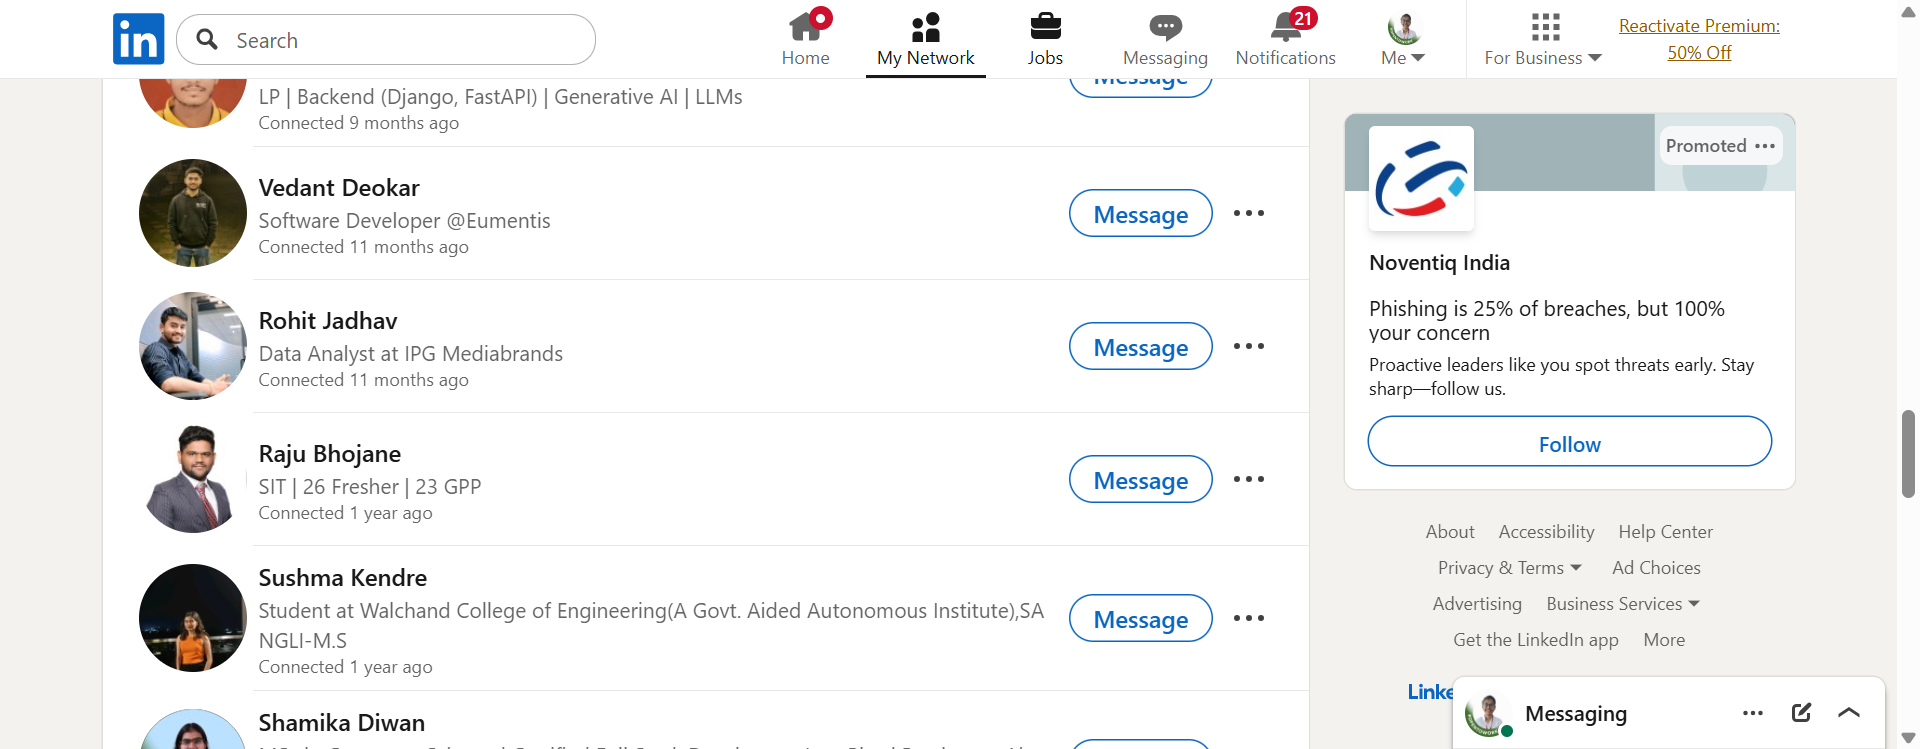 in
Search
Home
My Network
Jobs
Messaging
21
Notifications
Me
For Business
Reactivate Premium:
50% Off
LP | Backend (Django, FastAPI) | Generative AI | LLMs
Connected 9 months ago
Message
Vedant Deokar
Software Developer @Eumentis
Connected 11 months ago
Message
Rohit Jadhav
Data Analyst at IPG Mediabrands
Connected 11 months ago
Message
Raju Bhojane
SIT | 26 Fresher | 23 GPP
Connected 1 year ago
Message
Sushma Kendre
Student at Walchand College of Engineering(A Govt. Aided Autonomous Institute),SA
NGLI-M.S
Connected 1 year ago
Message
Shamika Diwan
Promoted
Noventiq India
Phishing is 25% of breaches, but 100%
your concern
Proactive leaders like you spot threats early. Stay
sharp—follow us.
Follow
About Accessibility Help Center
Privacy & Terms Ad Choices
Advertising Business Services
Get the LinkedIn app More
Linke
Messaging